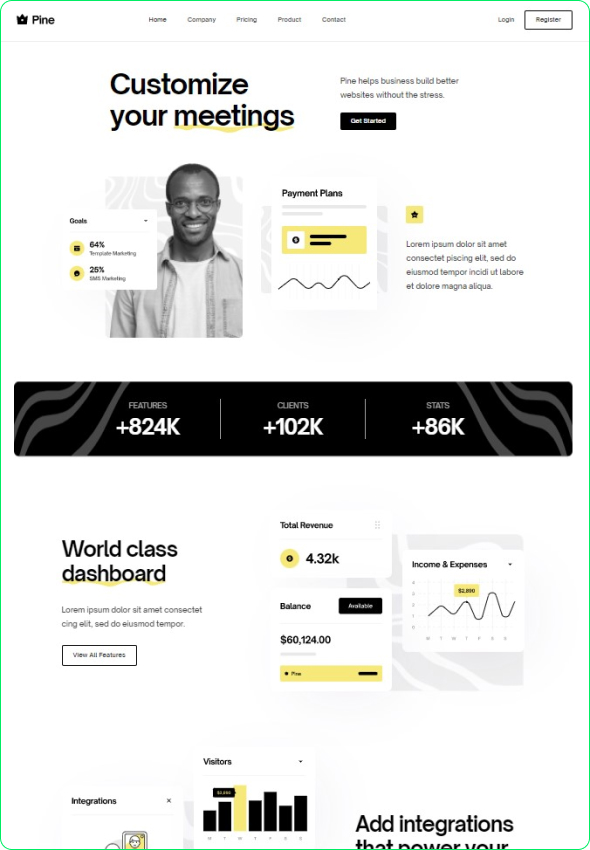 Pine
Home Company Pricing Product Contact
Login Register
Customize
your meetings
Pine helps business build better
websites without the stress.
Get Started
Goals
64%
Template Marketing
25%
SMS Marketing
Payment Plans
Lorem ipsum dolor sit amet
consectet piscing elit, sed do
eiusmod tempor incidi ut labore
et dolore magna aliqua.
FEATURES
+824K
CLIENTS
+102K
STATS
+86K
World class
dashboard
Lorem ipsum dolor sit amet consectet
cing elit, sed do eiusmod tempor.
View All Features
Total Revenue
4.32k
Balance
Available
$60,124.00
Pine
Income & Expenses
$2,890
4
3
2
1
0
M T W T F S S
Visitors
M T W T F S S
Integrations
Add integrations
that power your